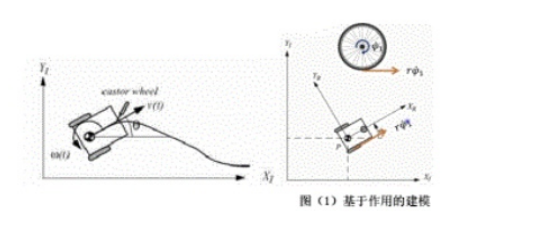 Y_I
castor wheel
v(t)
θ
ω(t)
X_I
Y_I
φ̇₁
rφ̇₁
Y_R
X_R
rφ̇₁
P
X_I
图（1）基于作用的建模